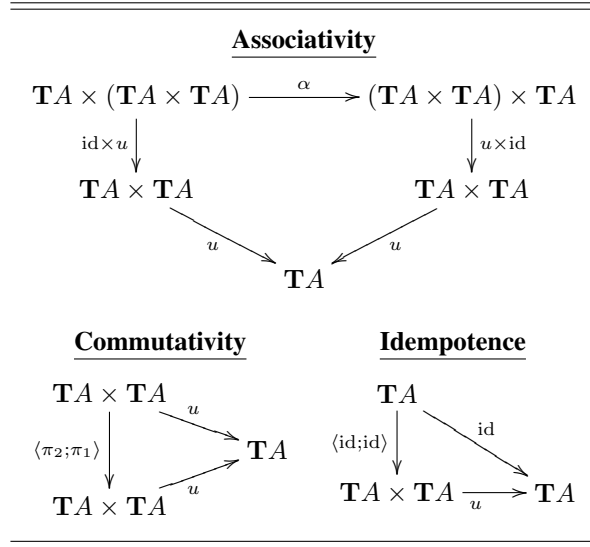 Associativity
TA × (TA × TA) α (TA × TA) × TA
id×u u×id
TA × TA TA × TA
u u
TA
Commutativity Idempotence
TA × TA TA
u id
⟨π₂;π₁⟩ TA ⟨id;id⟩
u
TA × TA TA × TA u TA